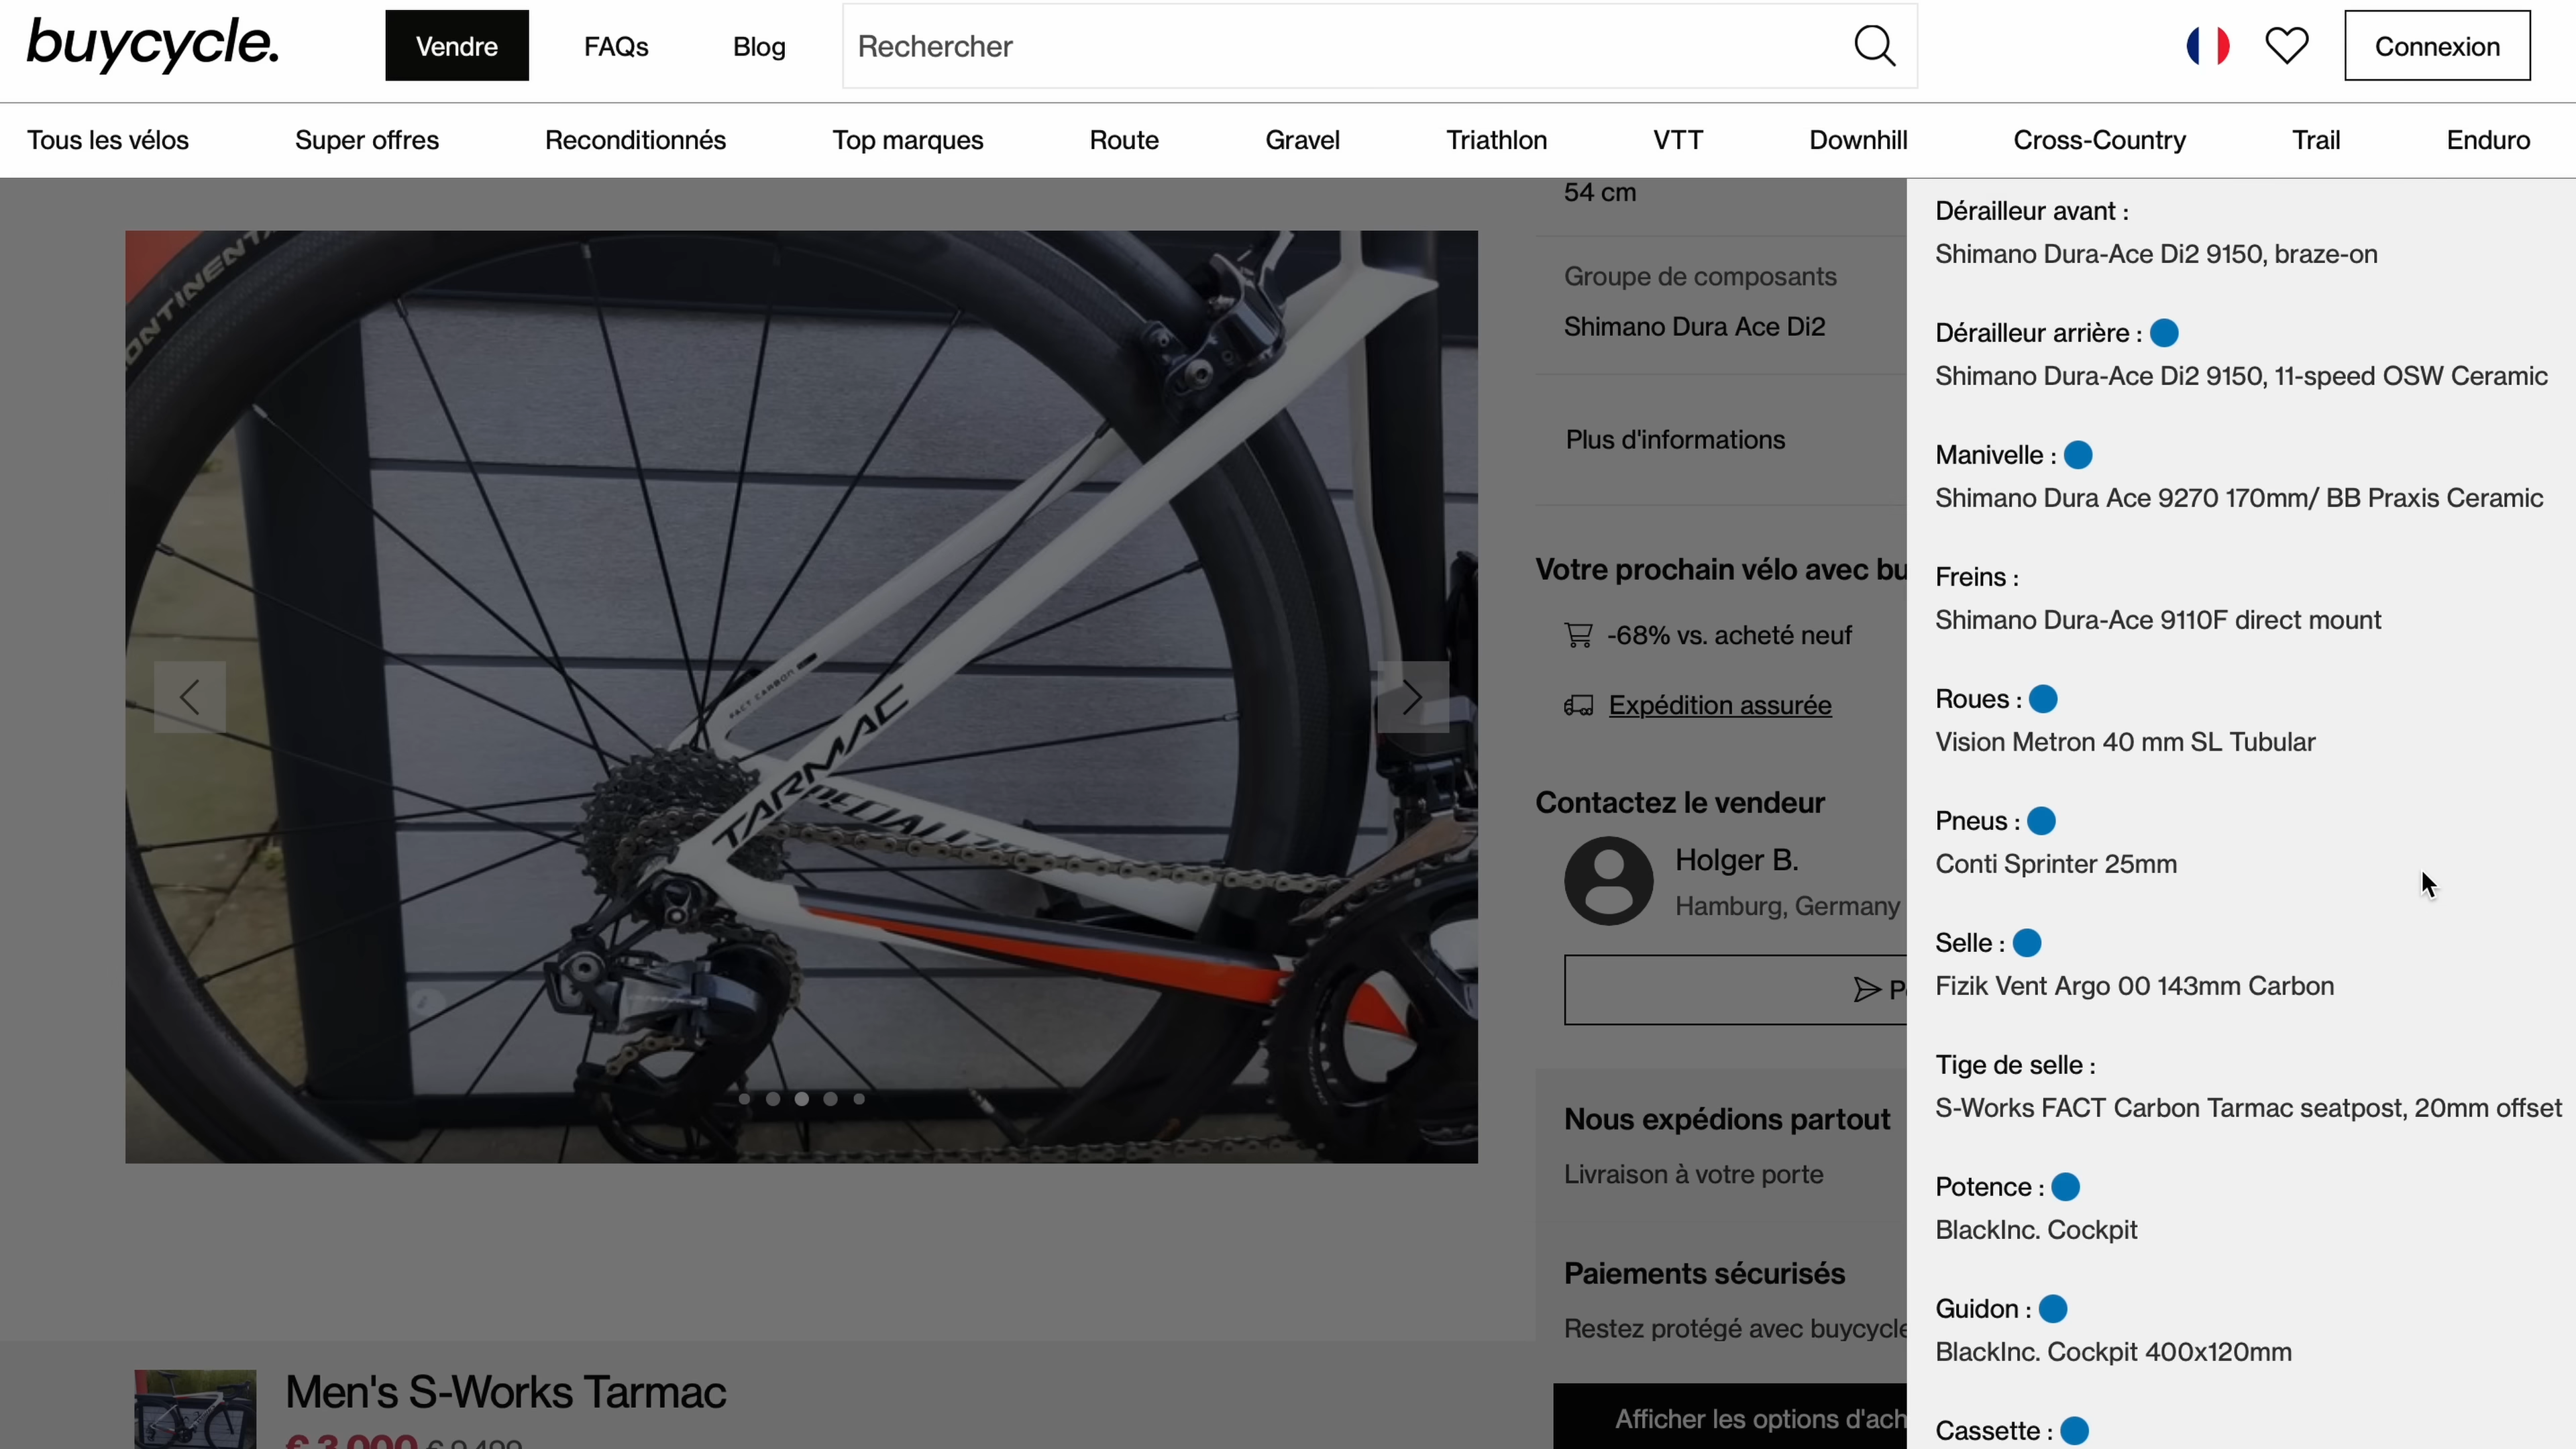 buycycle.
Vendre
FAQs
Blog
Rechercher
Connexion
Tous les vélos
Super offres
Reconditionnés
Top marques
Route
Gravel
Triathlon
VTT
Downhill
Cross-Country
Trail
Enduro
FACT CARBON
TARMAC
54 cm
Groupe de composants
Shimano Dura Ace Di2
Plus d'informations
Votre prochain vélo avec bu
-68% vs. acheté neuf
Expédition assurée
Contactez le vendeur
Holger B.
Hamburg, Germany
Nous expédions partout
Livraison à votre porte
Paiements sécurisés
Restez protégé avec buycycle
Men's S-Works Tarmac
Afficher les options d'ach
Dérailleur avant :
Shimano Dura-Ace Di2 9150, braze-on
Dérailleur arrière :
Shimano Dura-Ace Di2 9150, 11-speed OSW Ceramic
Manivelle :
Shimano Dura Ace 9270 170mm/ BB Praxis Ceramic
Freins :
Shimano Dura-Ace 9110F direct mount
Roues :
Vision Metron 40 mm SL Tubular
Pneus :
Conti Sprinter 25mm
Selle :
Fizik Vent Argo 00 143mm Carbon
Tige de selle :
S-Works FACT Carbon Tarmac seatpost, 20mm offset
Potence :
BlackInc. Cockpit
Guidon :
BlackInc. Cockpit 400x120mm
Cassette :